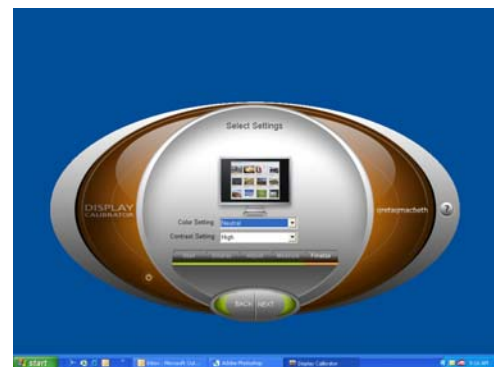 Select Settings
DISPLAY
CALIBRATOR
gretagmacbeth
?
Color Setting: Neutral
Contrast Setting: High
Finalize
BACK NEXT
start
Adobe Photoshop
Display Calibrator